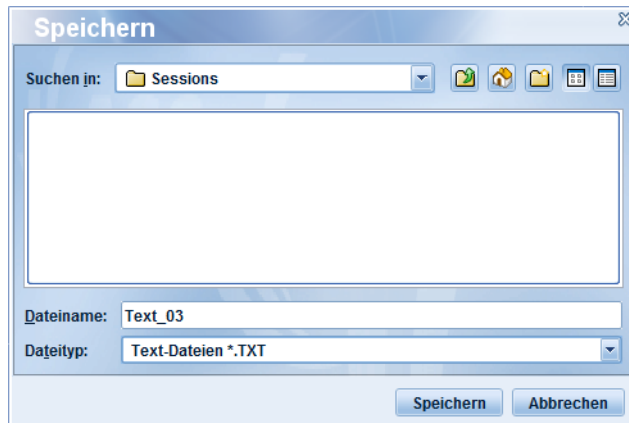 Speichern
Suchen in: Sessions
Dateiname: Text_03
Dateityp: Text-Dateien *.TXT
Speichern Abbrechen